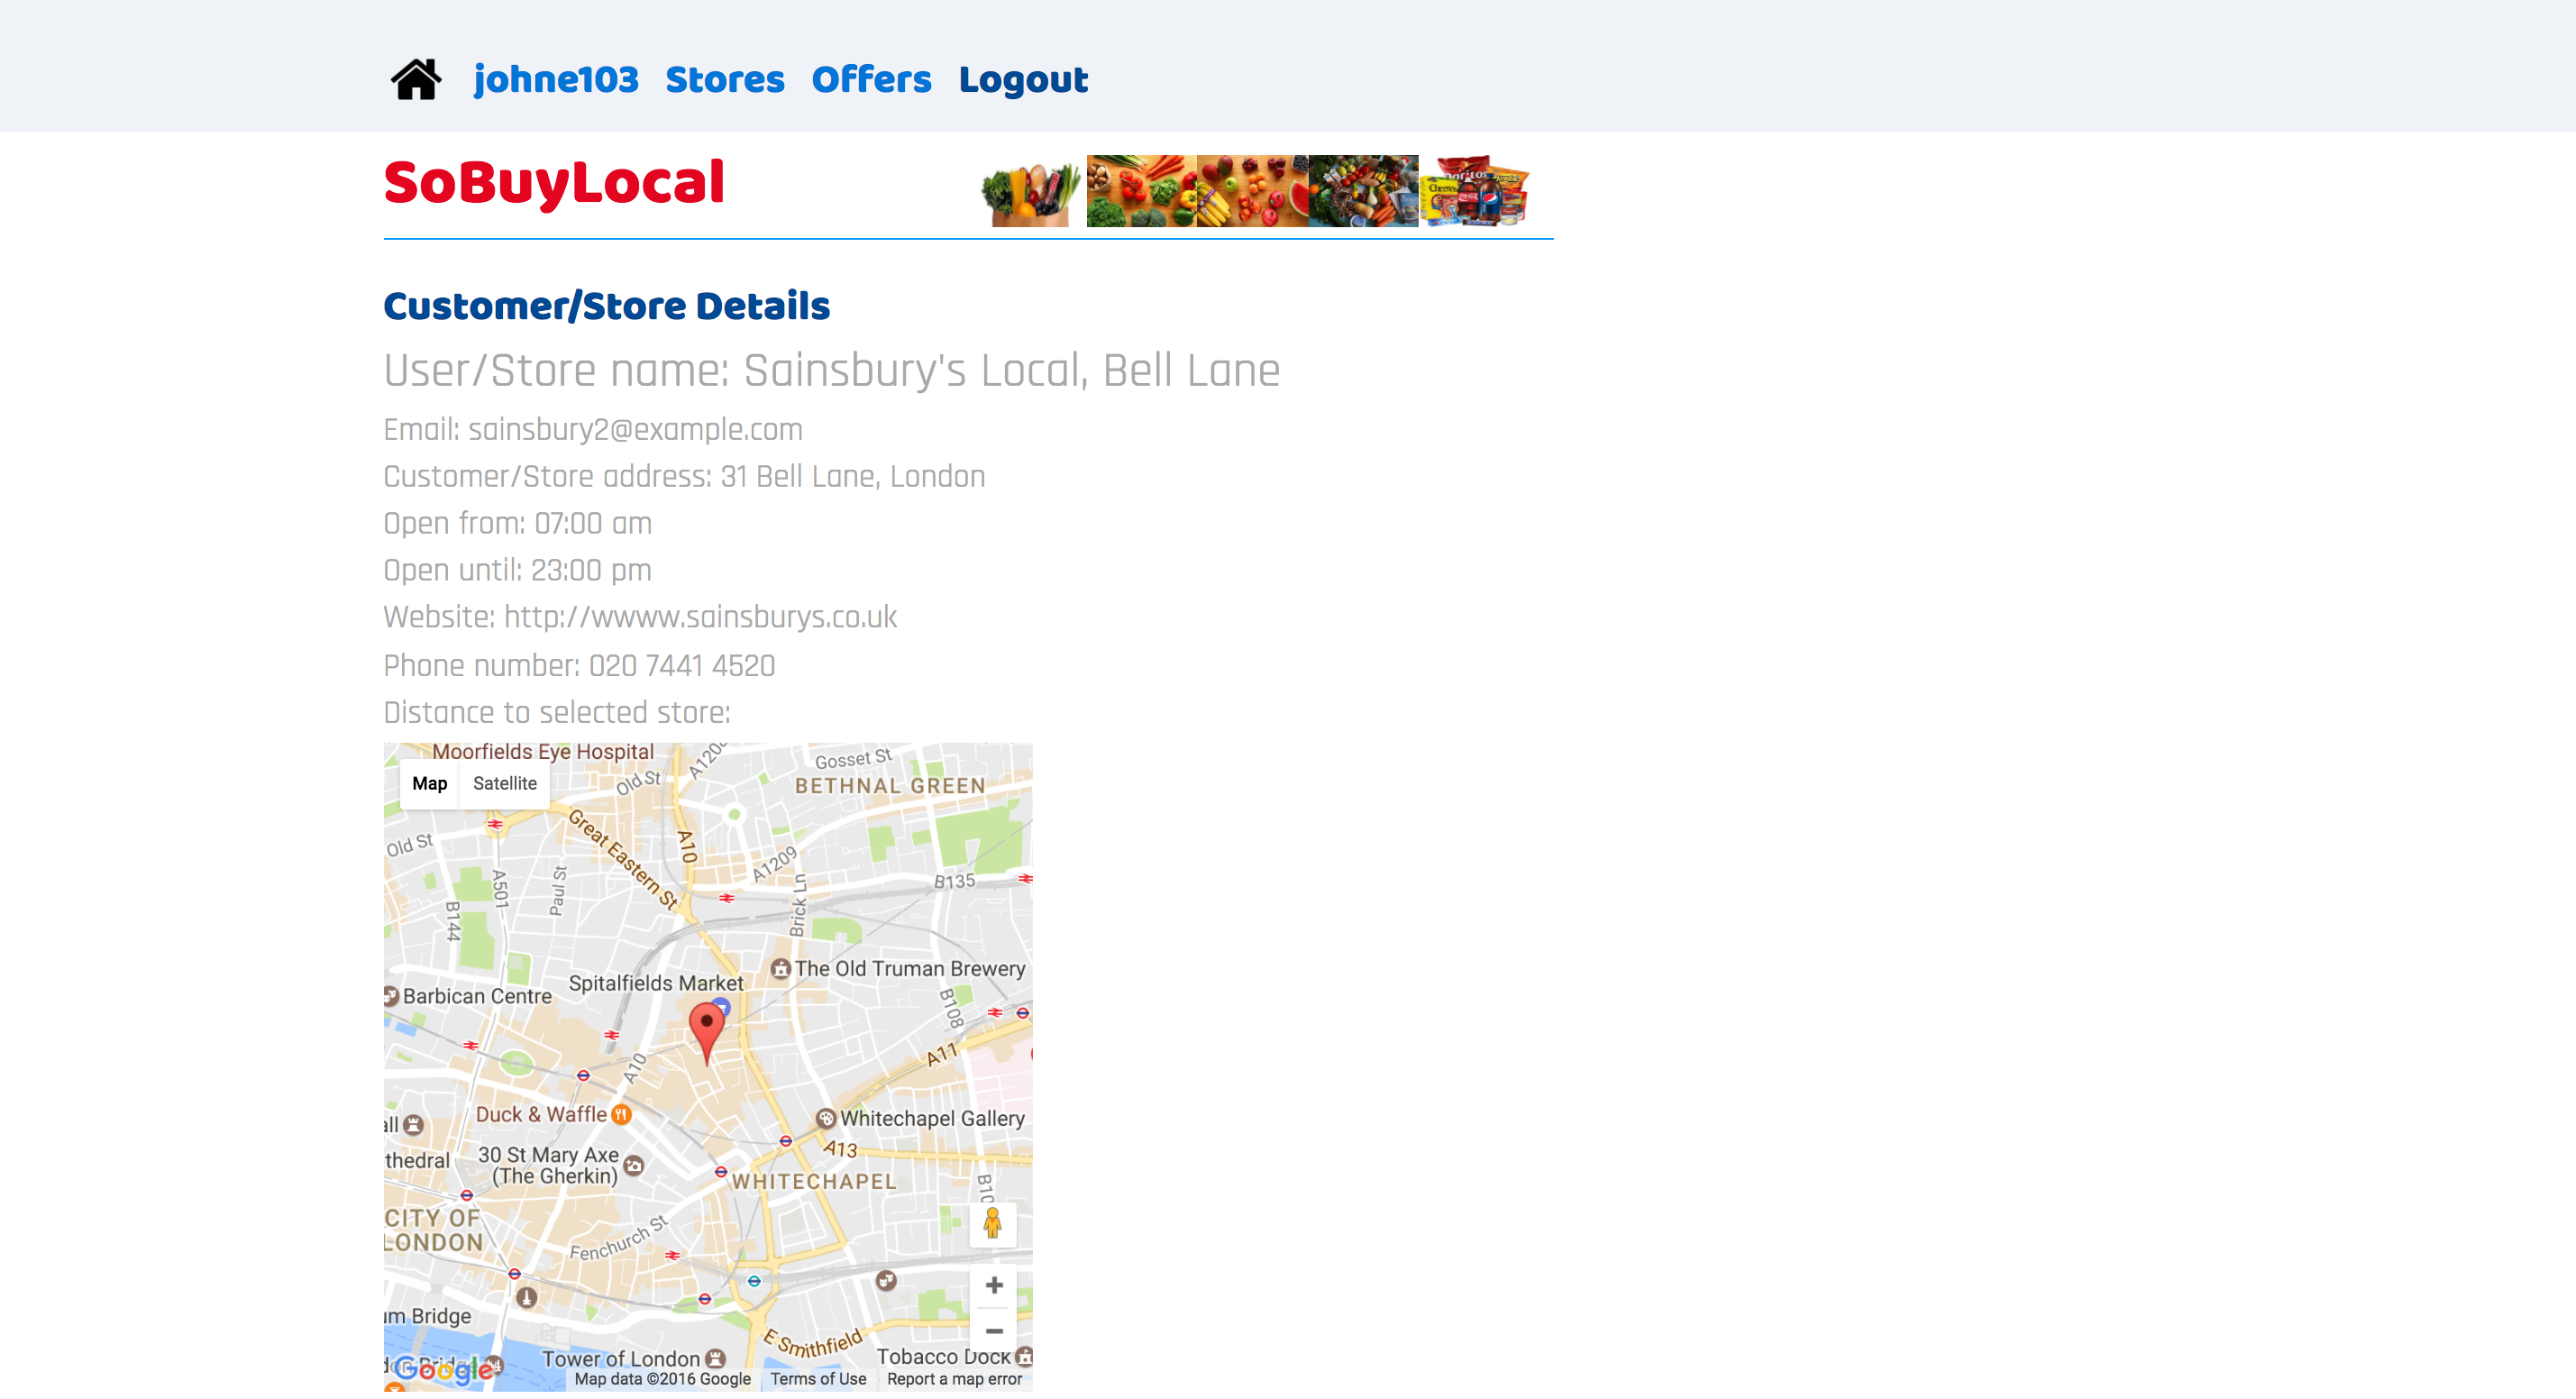 johne103 Stores Offers Logout
SoBuyLocal
Doritos
Cheetos
Customer/Store Details
User/Store name: Sainsbury's Local, Bell Lane
Email: sainsbury2@example.com
Customer/Store address: 31 Bell Lane, London
Open from: 07:00 am
Open until: 23:00 pm
Website: http://wwww.sainsburys.co.uk
Phone number: 020 7441 4520
Distance to selected store:
Moorfields Eye Hospital
A120
Gosset St
Map Satellite
Old St
BETHNAL GREEN
Great Eastern St
A10
Old St
A1209
A501
Paul St
B135
Brick Ln
B144
The Old Truman Brewery
Spitalfields Market
Barbican Centre
B108
A11
A10
Duck & Waffle
Whitechapel Gallery
all
A13
thedral
30 St Mary Axe
(The Gherkin)
WHITECHAPEL
B10
CITY OF
LONDON
Fenchurch St
um Bridge
E Smithfield
Tower of London
Tobacco Dock
Google
Map data ©2016 Google Terms of Use Report a map error